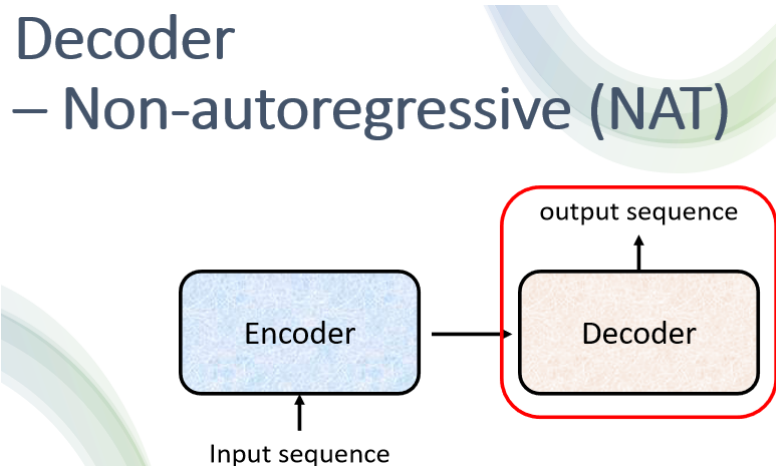 Decoder
– Non-autoregressive (NAT)
output sequence
Encoder
Decoder
Input sequence